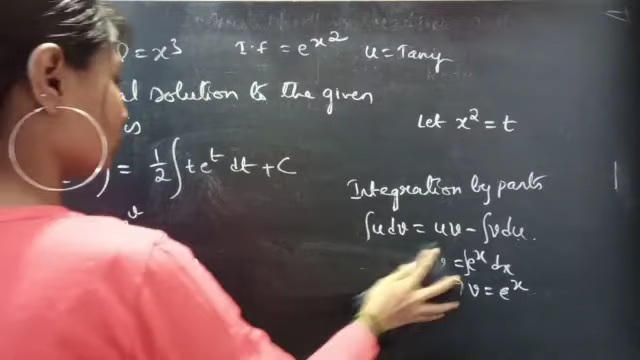 = x³ I.f = e^x² u = Tany
solution to the given
is
Let x² = t
= 1/2 ∫ t e^t dt + C
Integration by parts
∫ u dv = uv - ∫ v du.
= ∫ e^x dx
v = e^x